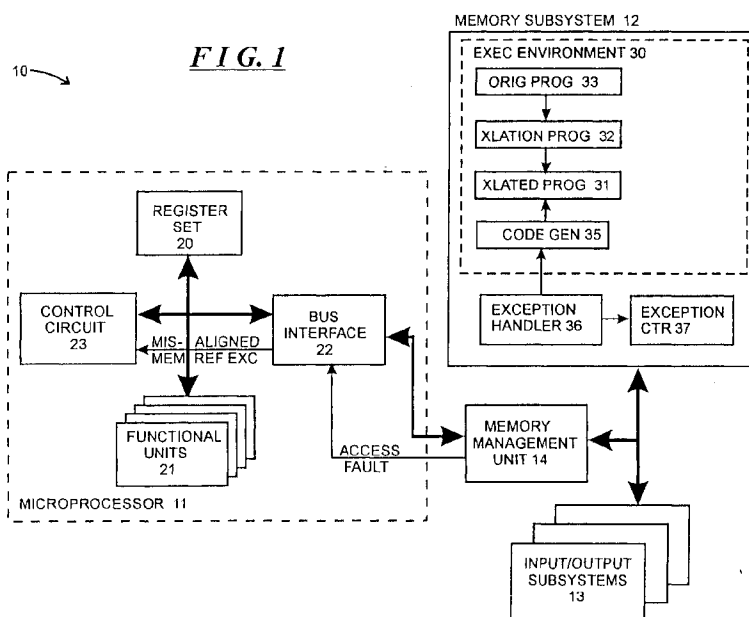 FIG. 1
10
MEMORY SUBSYSTEM 12
EXEC ENVIRONMENT 30
ORIG PROG 33
XLATION PROG 32
XLATED PROG 31
CODE GEN 35
EXCEPTION
HANDLER 36
EXCEPTION
CTR 37
REGISTER
SET
20
CONTROL
CIRCUIT
23
BUS
INTERFACE
22
MIS- ALIGNED
MEM REF EXC
FUNCTIONAL
UNITS
21
MICROPROCESSOR 11
ACCESS
FAULT
MEMORY
MANAGEMENT
UNIT 14
INPUT/OUTPUT
SUBSYSTEMS
13